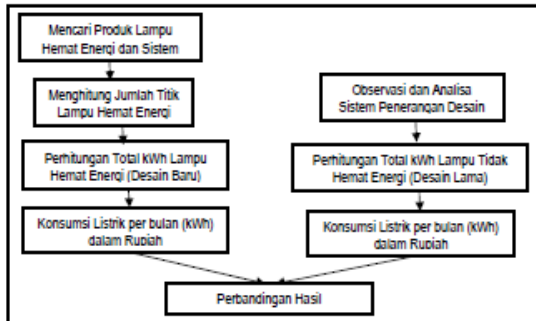 Mencari Produk Lampu
Hemat Energi dan Sistem
Menghitung Jumlah Titik
Lampu Hemat Energi
Perhitungan Total kWh Lampu
Hemat Energi (Desain Baru)
Konsumsi Listrik per bulan (kWh)
dalam Rupiah
Observasi dan Analisa
Sistem Penerangan Desain
Perhitungan Total kWh Lampu Tidak
Hemat Energi (Desain Lama)
Konsumsi Listrik per bulan (kWh)
dalam Rupiah
Perbandingan Hasil